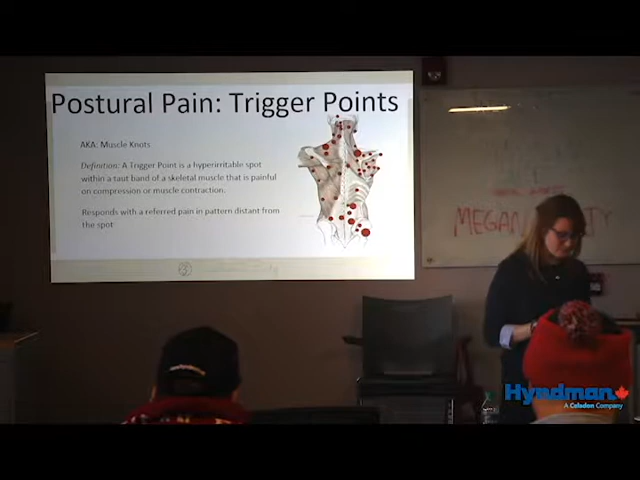 Postural Pain: Trigger Points
AKA: Muscle Knots
Definition: A Trigger Point is a hyperirritable spot
within a taut band of a skeletal muscle that is painful
on compression or muscle contraction.
Responds with a referred pain in pattern distant from
the spot
MEGAN
Hyndman
A Celadon Company